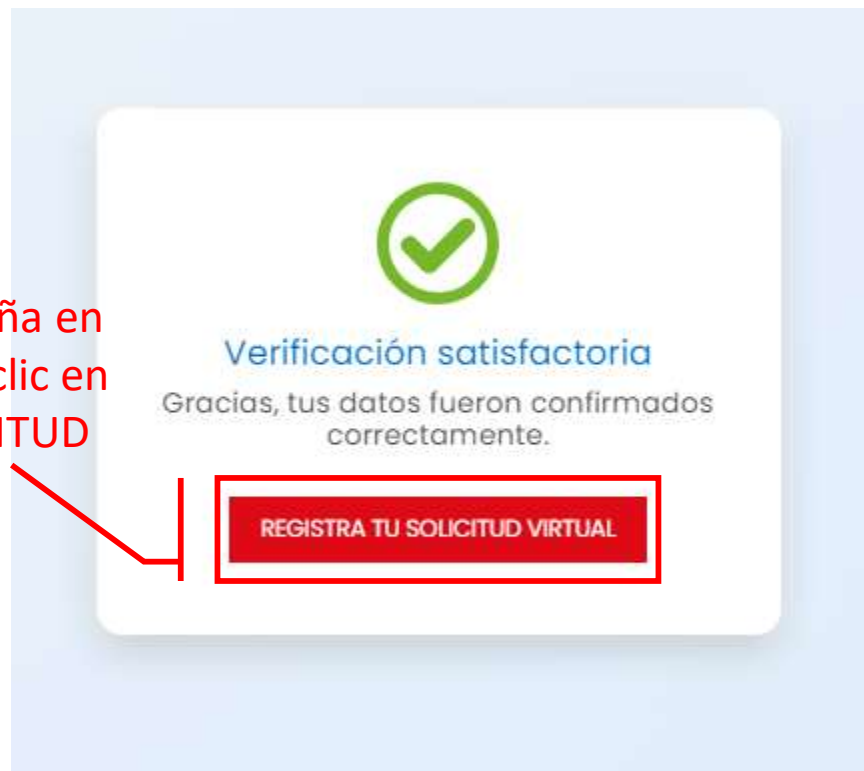 ña en
clic en
ITUD
Verificación satisfactoria
Gracias, tus datos fueron confirmados
correctamente.
REGISTRA TU SOLICITUD VIRTUAL